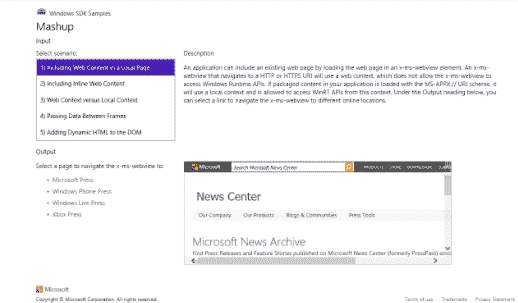 Windows SDK Samples
Mashup
Input
Select scenario:
1) Including Web Content in a Local Page
2) Including Inline Web Content
3) Web Context versus Local Context
4) Passing Data Between Frames
5) Adding Dynamic HTML to the DOM
Description
An application can include an existing web page by loading the web page in an x-ms-webview element. An x-ms-
webview that navigates to a HTTP or HTTPS URI will use a web context, which does not allow the x-ms-webview to
access Windows Runtime APIs. If packaged content in your application is loaded with the MS-APPX:// URI scheme, it
will use a local context and is allowed to access WinRT APIs from this context. Under the Output heading below, you
can select a link to navigate the x-ms-webview to different online locations.
Output
Select a page to navigate the x-ms-webview to:
Microsoft Press
Windows Phone Press
Windows Live Press
Xbox Press
Microsoft
Search Microsoft News Center
PRODUCTS STORE DOWNLOADS
News Center
Our Company Our Products Blogs & Communities Press Tools
Microsoft News Archive
Find Press Releases and Feature Stories published on Microsoft News Center (formerly PressPass) since
Microsoft
Copyright © Microsoft Corporation. All rights reserved.
Terms of use Trademarks Privacy Statement